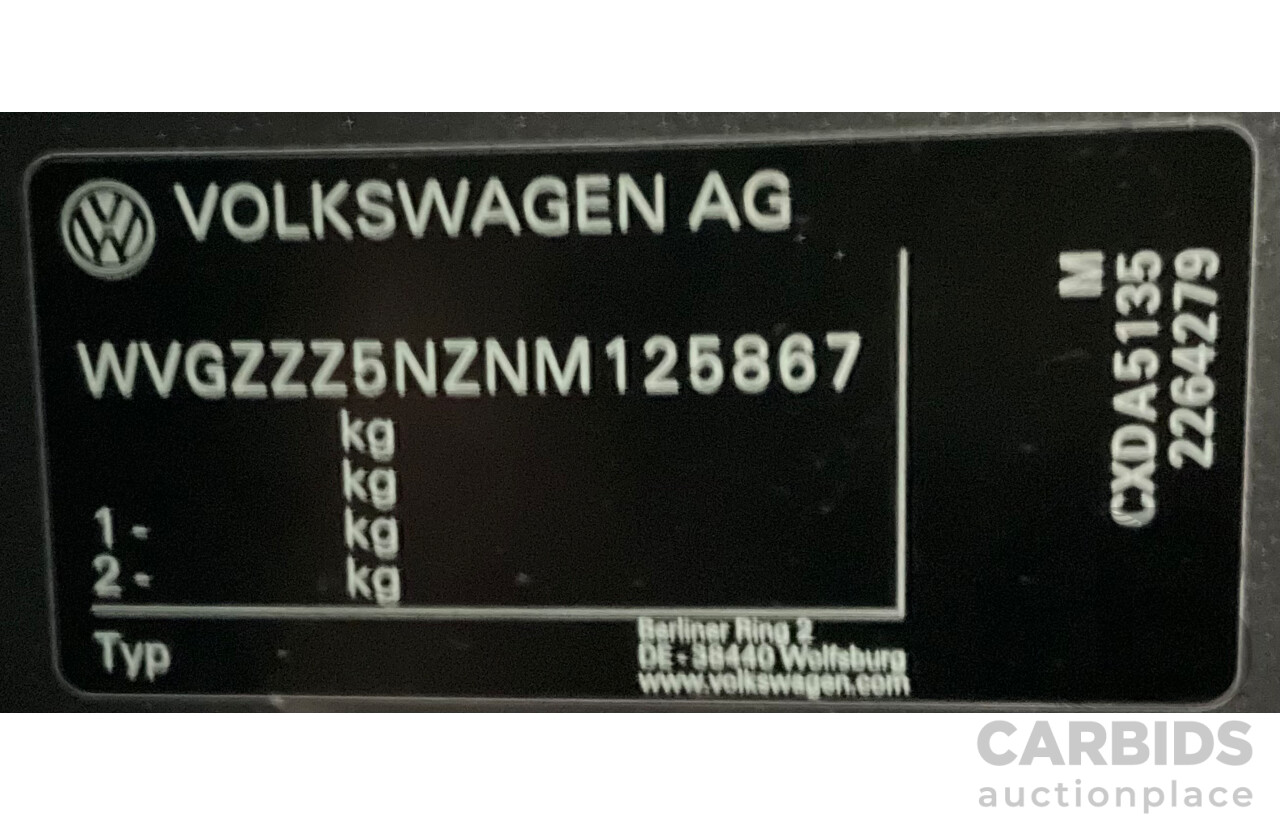 VOLKSWAGEN AG
WVGZZZ5NZNM125867
kg
kg
1 - kg
2 - kg
Typ
Berliner Ring 2
DE - 38440 Wolfsburg
www.volkswagen.com
M
CXDA5135
2264279
CARBIDS
auctionplace